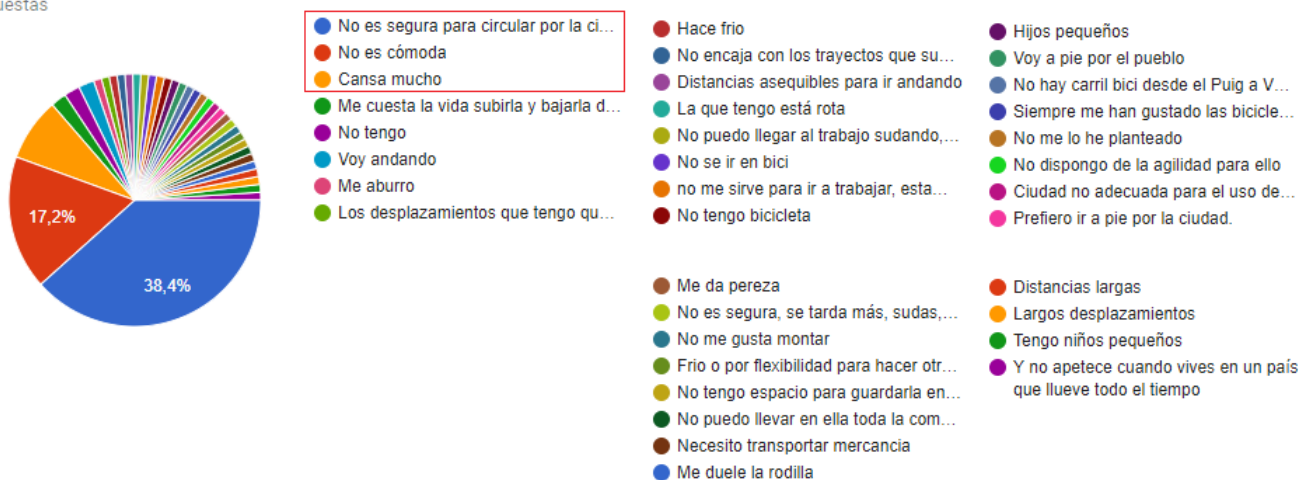 uestas
17,2%
38,4%
No es segura para circular por la ci...
No es cómoda
Cansa mucho
Me cuesta la vida subirla y bajarla d...
No tengo
Voy andando
Me aburro
Los desplazamientos que tengo qu...
Hace frio
No encaja con los trayectos que su...
Distancias asequibles para ir andando
La que tengo está rota
No puedo llegar al trabajo sudando,...
No se ir en bici
no me sirve para ir a trabajar, esta...
No tengo bicicleta
Hijos pequeños
Voy a pie por el pueblo
No hay carril bici desde el Puig a V...
Siempre me han gustado las bicicle...
No me lo he planteado
No dispongo de la agilidad para ello
Ciudad no adecuada para el uso de...
Prefiero ir a pie por la ciudad.
Me da pereza
No es segura, se tarda más, sudas,...
No me gusta montar
Frio o por flexibilidad para hacer otr...
No tengo espacio para guardarla en...
No puedo llevar en ella toda la com...
Necesito transportar mercancia
Me duele la rodilla
Distancias largas
Largos desplazamientos
Tengo niños pequeños
Y no apetece cuando vives en un país
que llueve todo el tiempo